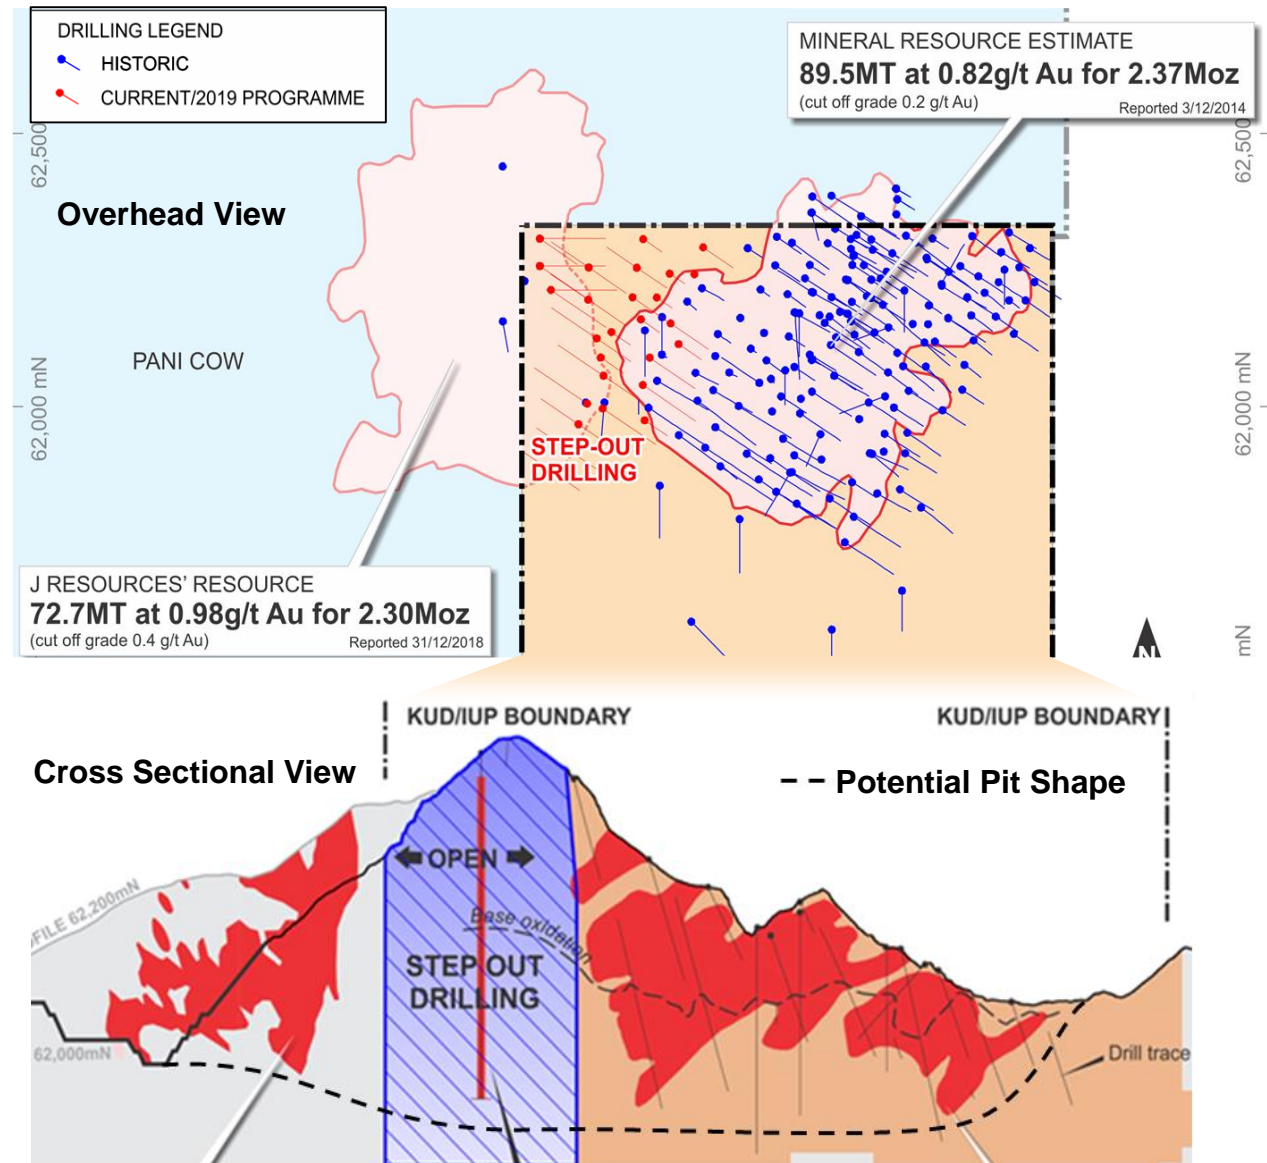 DRILLING LEGEND
HISTORIC
CURRENT/2019 PROGRAMME
MINERAL RESOURCE ESTIMATE
89.5MT at 0.82g/t Au for 2.37Moz
(cut off grade 0.2 g/t Au)
Reported 3/12/2014
62,500
62,500
Overhead View
PANI COW
62,000 mN
62,000 mN
STEP-OUT
DRILLING
J RESOURCES' RESOURCE
72.7MT at 0.98g/t Au for 2.30Moz
(cut off grade 0.4 g/t Au)
Reported 31/12/2018
mN
N
KUD/IUP BOUNDARY
KUD/IUP BOUNDARY
Cross Sectional View
Potential Pit Shape
OPEN
62,200mN
Base oxidation
STEP OUT
DRILLING
62,000mN
Drill trace